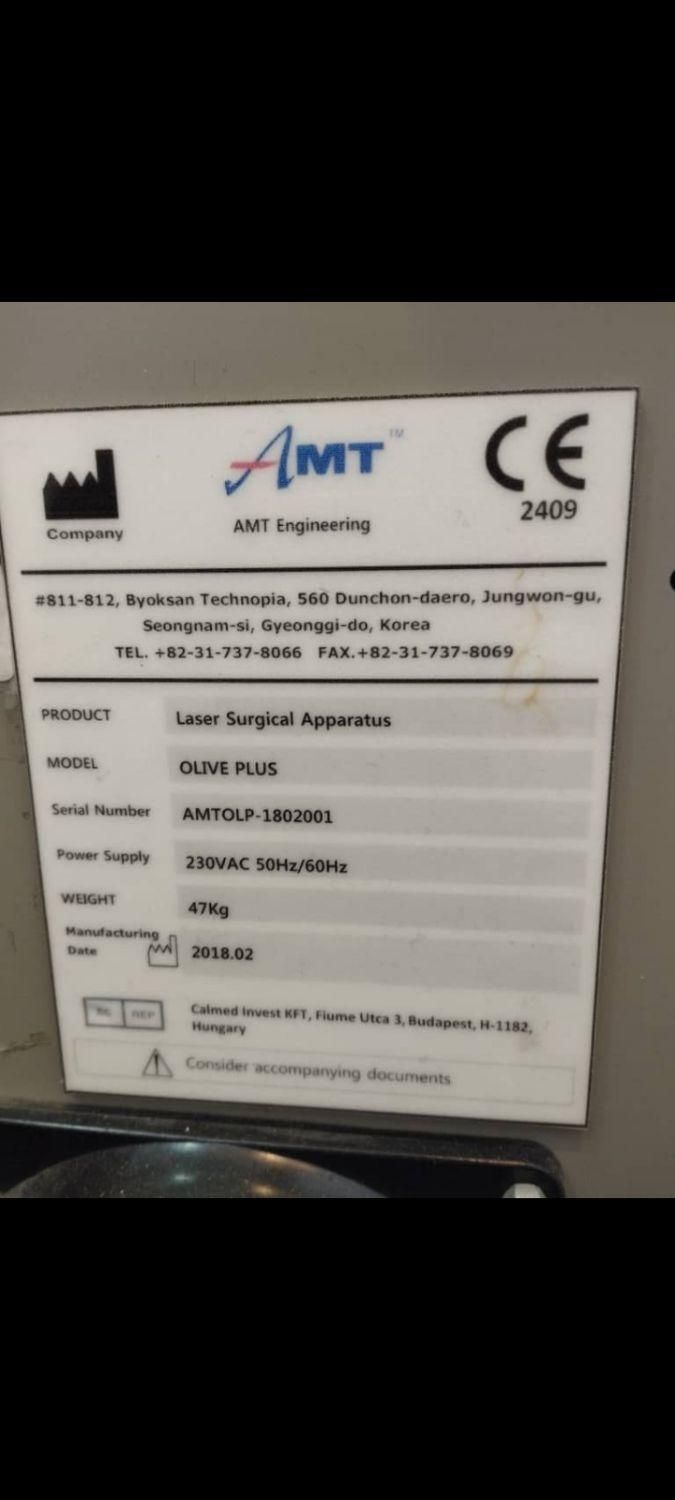 AMT™
CE
2409
Company
AMT Engineering
#811-812, Byoksan Technopia, 560 Dunchon-daero, Jungwon-gu,
Seongnam-si, Gyeonggi-do, Korea
TEL. +82-31-737-8066 FAX.+82-31-737-8069
PRODUCT Laser Surgical Apparatus
MODEL OLIVE PLUS
Serial Number AMTOLP-1802001
Power Supply 230VAC 50Hz/60Hz
WEIGHT 47Kg
Manufacturing
Date 2018.02
REP
Calmed Invest KFT, Fiume Utca 3, Budapest, H-1182,
Hungary
Consider accompanying documents